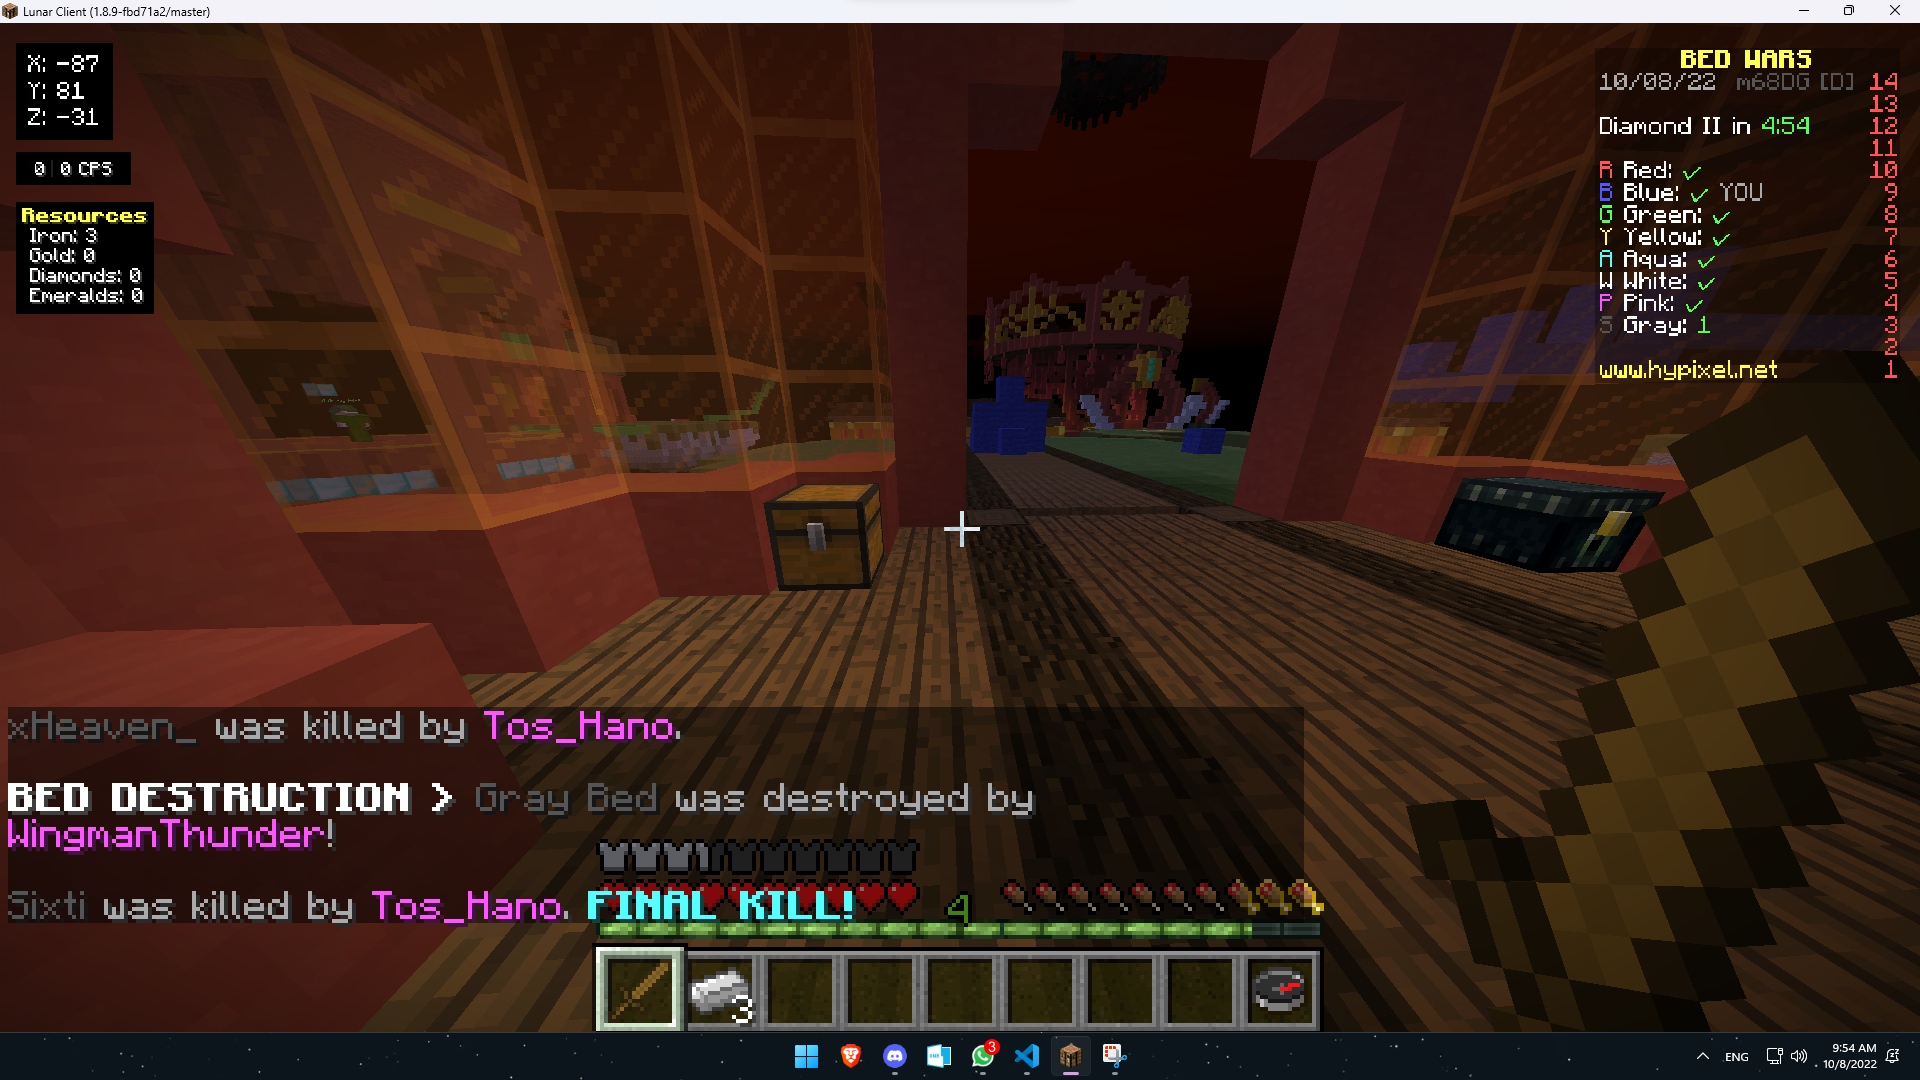 Lunar Client (1.8.9-fbd71a2/master)
X: -87
Y: 81
Z: -31
0 | 0 CPS
Resources
Iron: 3
Gold: 0
Diamonds: 0
Emeralds: 0
BED WARS
10/08/22 m68DG [D] 14
13
Diamond II in 4:54 12
11
R Red: ✓ 10
B Blue: ✓ YOU 9
G Green: ✓ 8
Y Yellow: ✓ 7
A Aqua: ✓ 6
W White: ✓ 5
P Pink: ✓ 4
S Gray: 1 3
2
www.hypixel.net 1
xHeaven_ was killed by Tos_Hano.
BED DESTRUCTION > Gray Bed was destroyed by
WingmanThunder!
Sixti was killed by Tos_Hano. FINAL KILL!
4
3
3
ENG
9:54 AM
10/8/2022